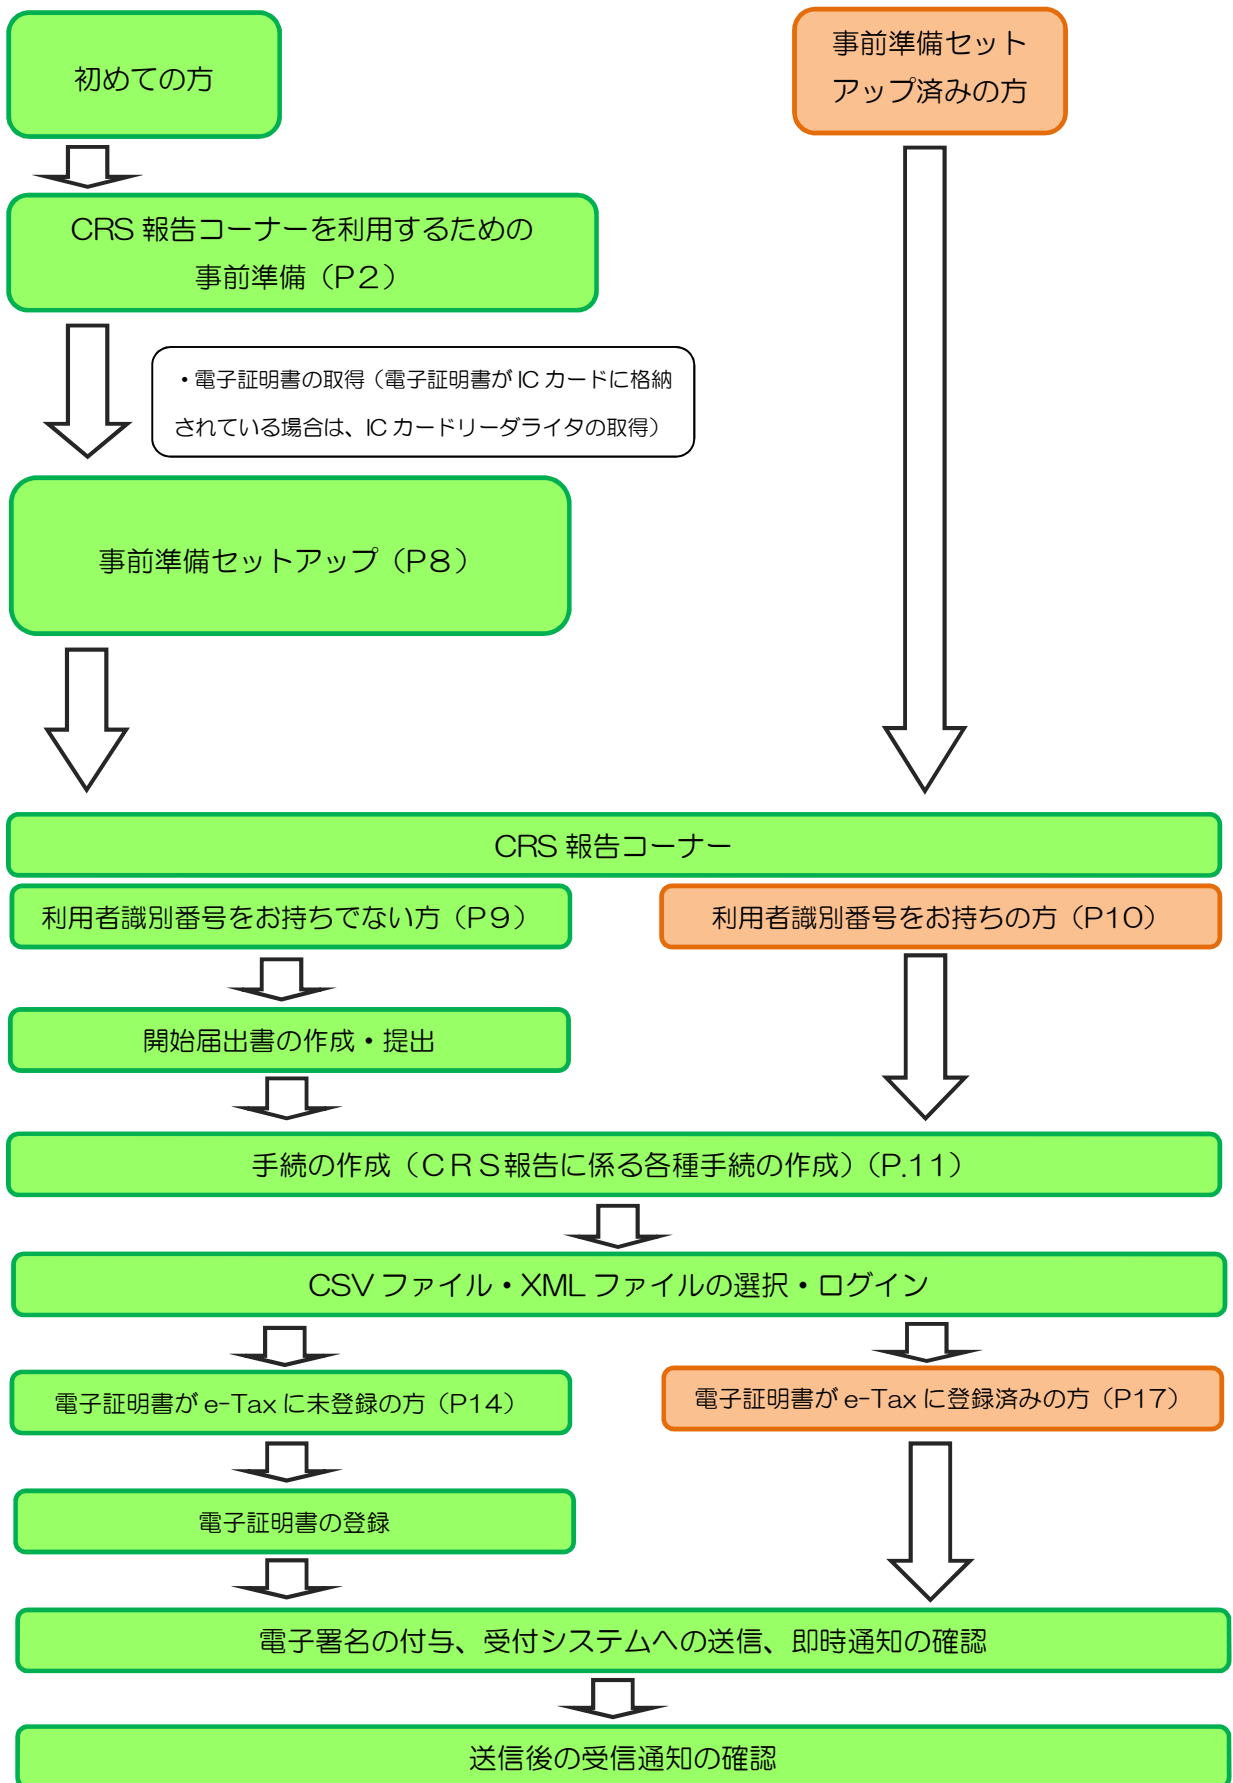 初めての方
事前準備セット
アップ済みの方
CRS 報告コーナーを利用するための
事前準備（P２）
・電子証明書の取得（電子証明書が IC カードに格納
されている場合は、IC カードリーダライタの取得）
事前準備セットアップ（P８）
CRS 報告コーナー
利用者識別番号をお持ちでない方（P９）
利用者識別番号をお持ちの方（P10）
開始届出書の作成・提出
手続の作成（ＣＲＳ報告に係る各種手続の作成）（P.11）
CSV ファイル・XML ファイルの選択・ログイン
電子証明書が e-Tax に未登録の方（P14）
電子証明書が e-Tax に登録済みの方（P17）
電子証明書の登録
電子署名の付与、受付システムへの送信、即時通知の確認
送信後の受信通知の確認